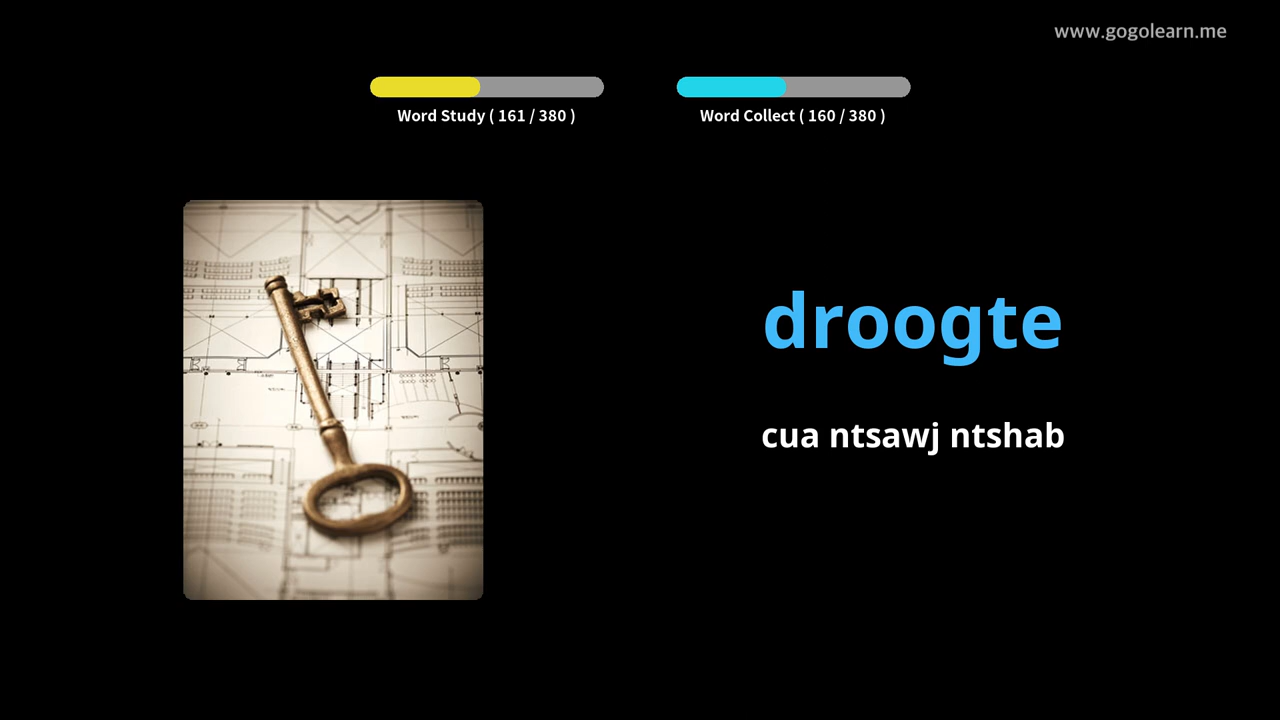 www.gogolearn.me
Word Study ( 161 / 380 )
Word Collect ( 160 / 380 )
droogte
cua ntsawj ntshab